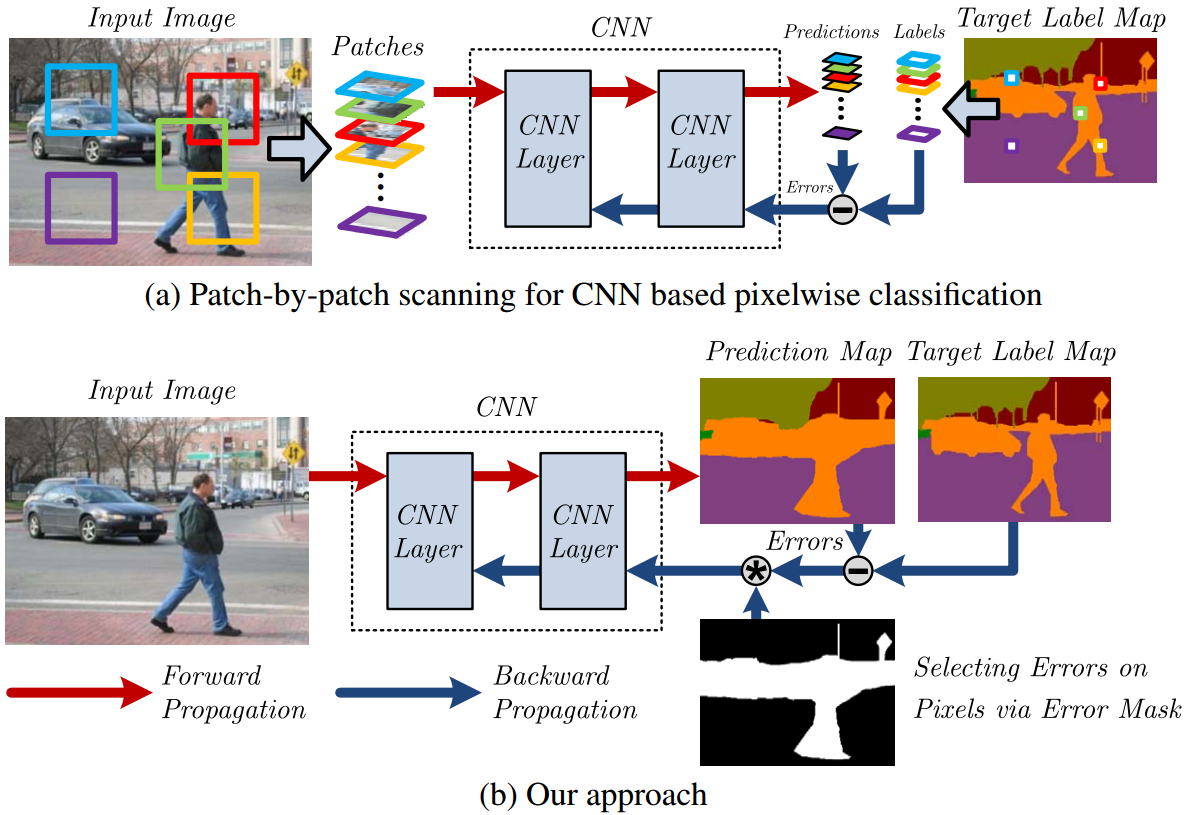 Input Image
Patches
CNN
Predictions
Labels
Target Label Map
CNN
Layer
CNN
Layer
Errors
(a) Patch-by-patch scanning for CNN based pixelwise classification
Prediction Map
Target Label Map
Input Image
CNN
CNN
Layer
CNN
Layer
Errors
Forward
Propagation
Backward
Propagation
Selecting Errors on
Pixels via Error Mask
(b) Our approach